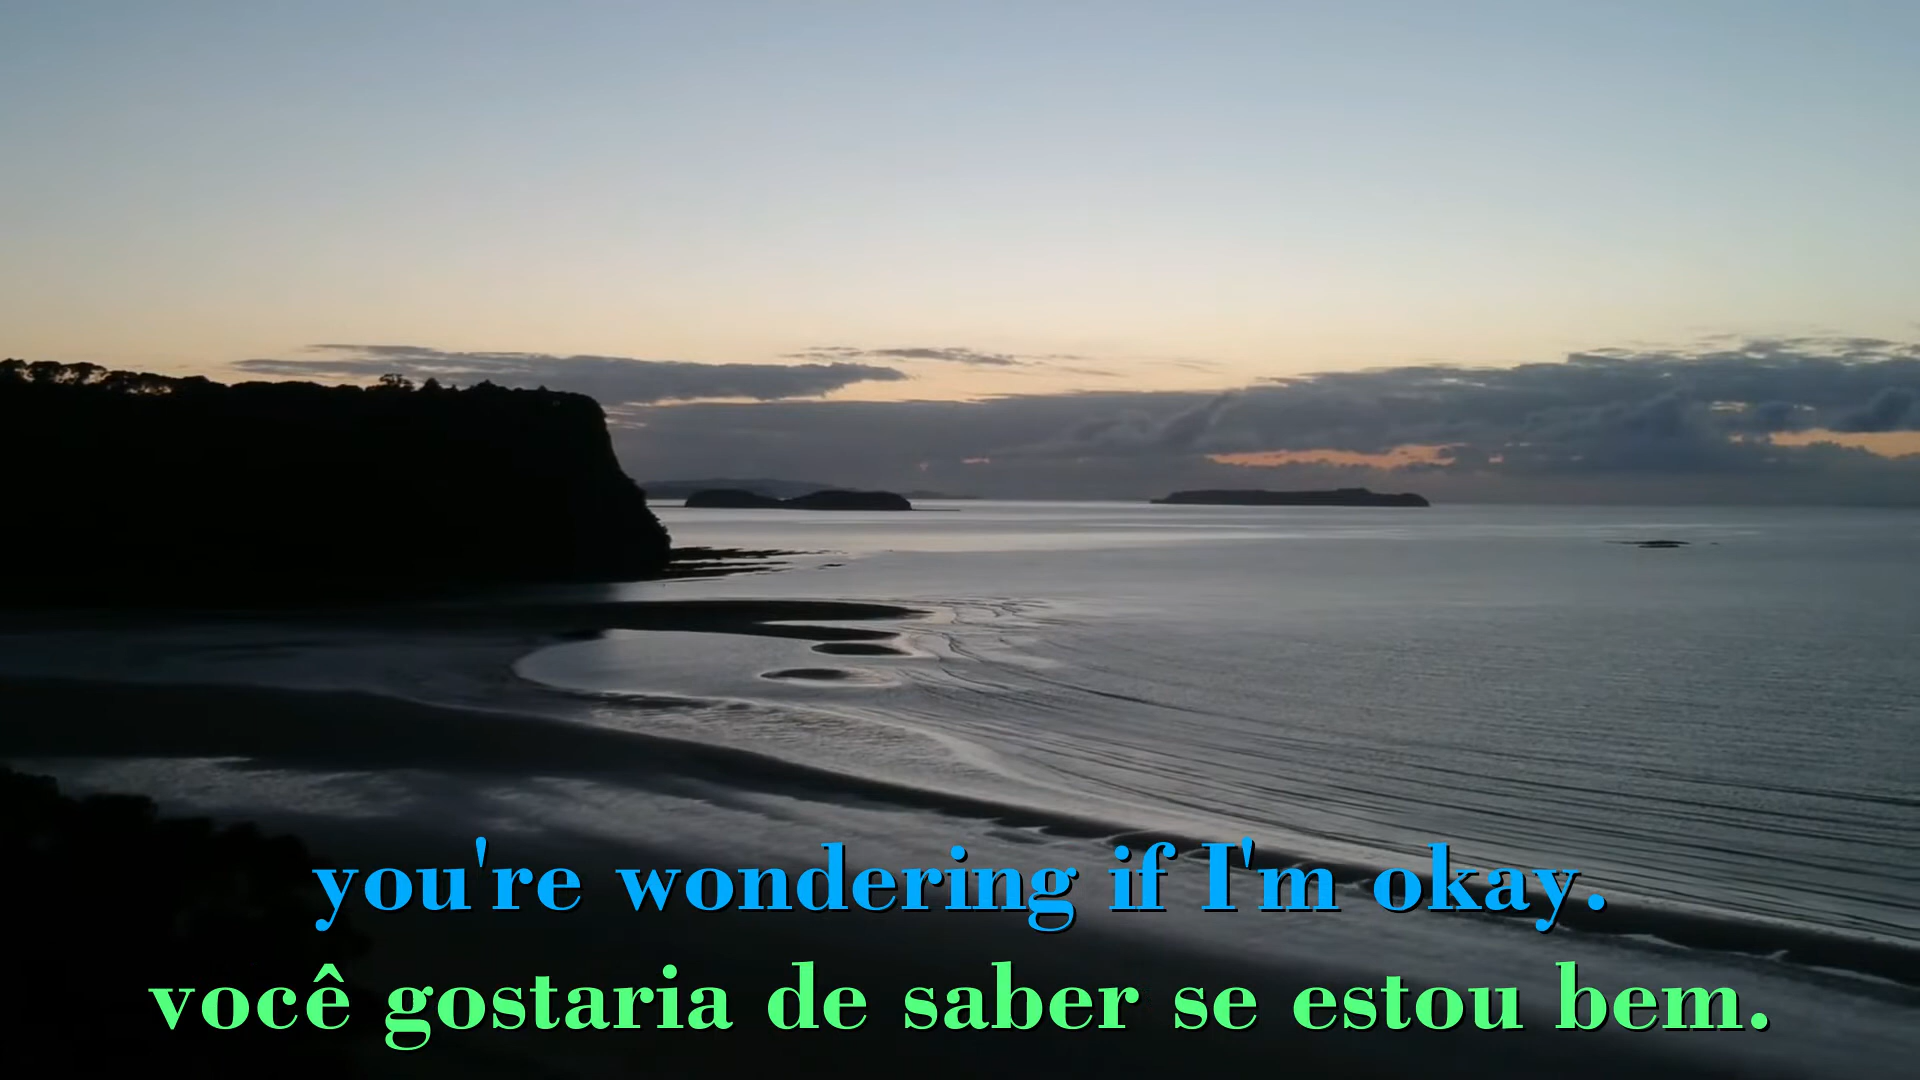 you're wondering if I'm okay.
você gostaria de saber se estou bem.